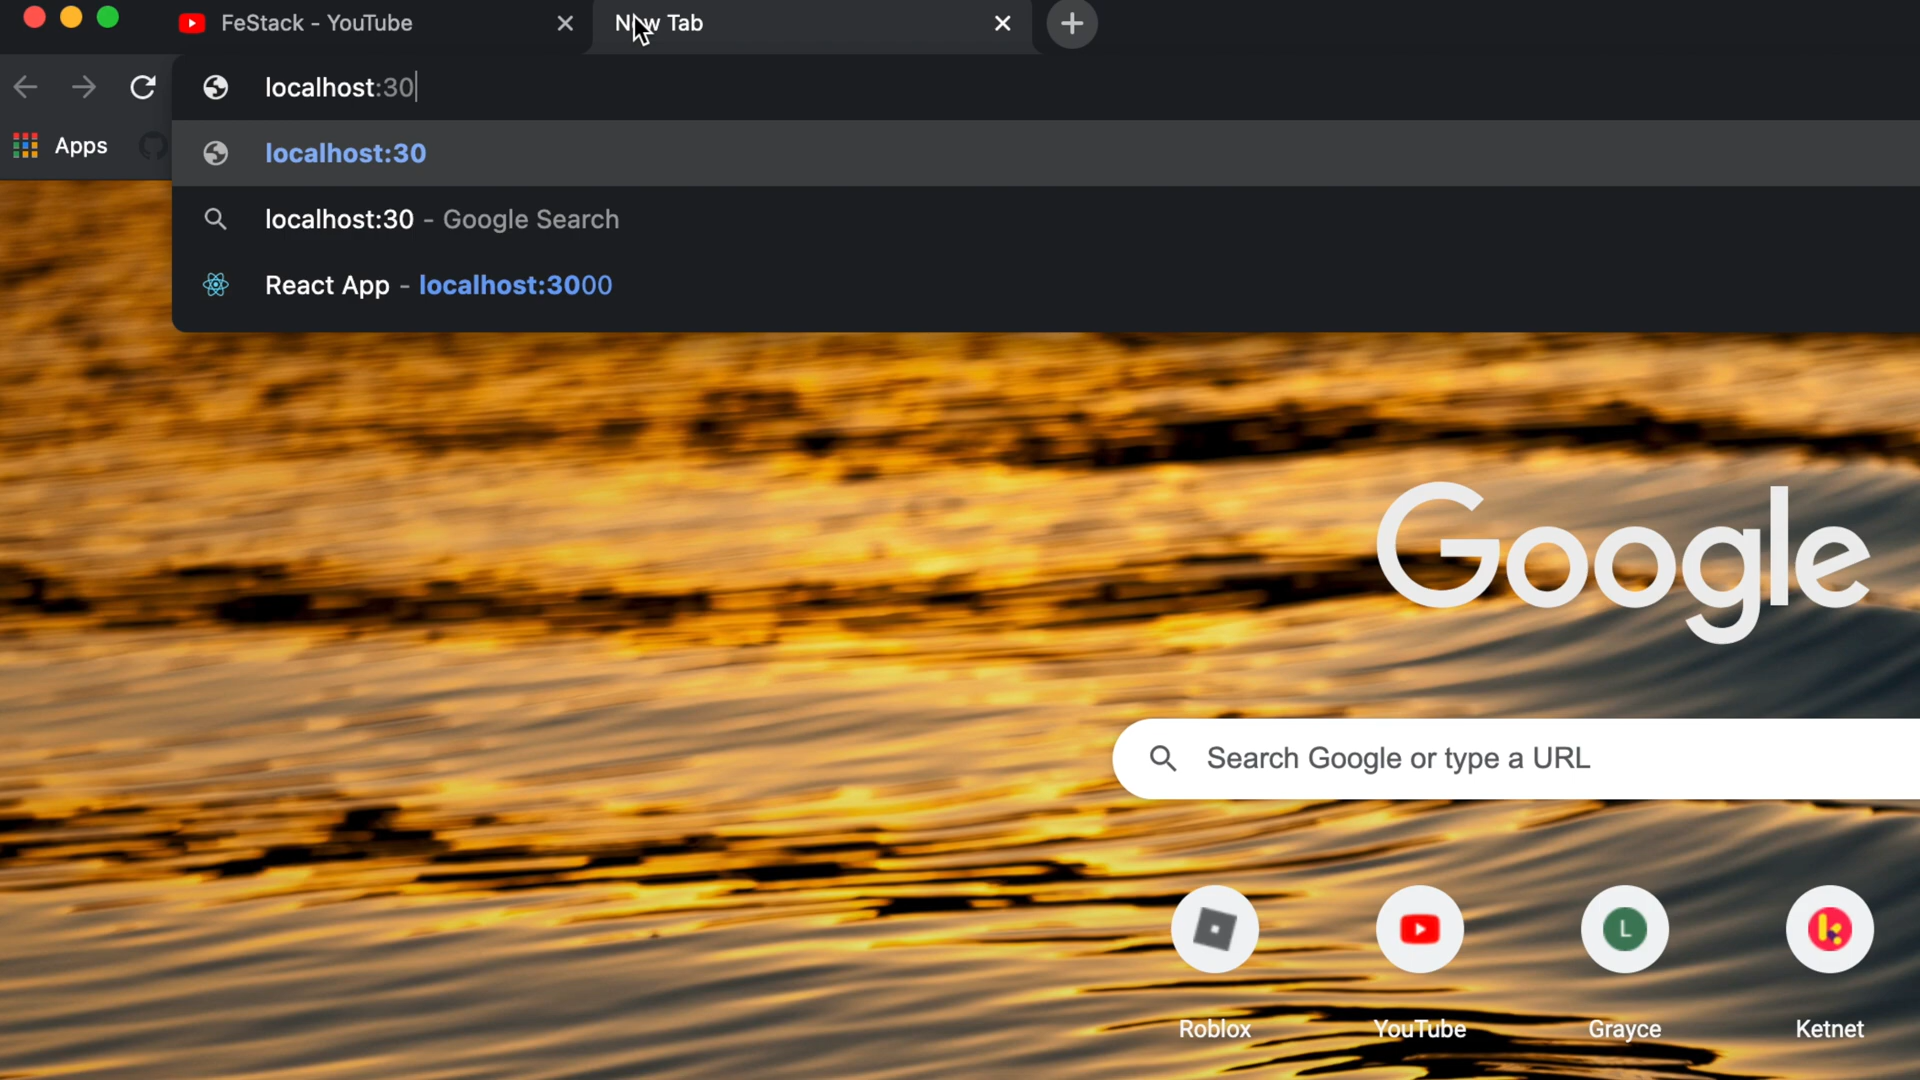 FeStack - YouTube
New Tab
localhost:30
Apps
localhost:30
localhost:30 - Google Search
React App - localhost:3000
Google
Search Google or type a URL
L
Roblox
YouTube
Grayce
Ketnet